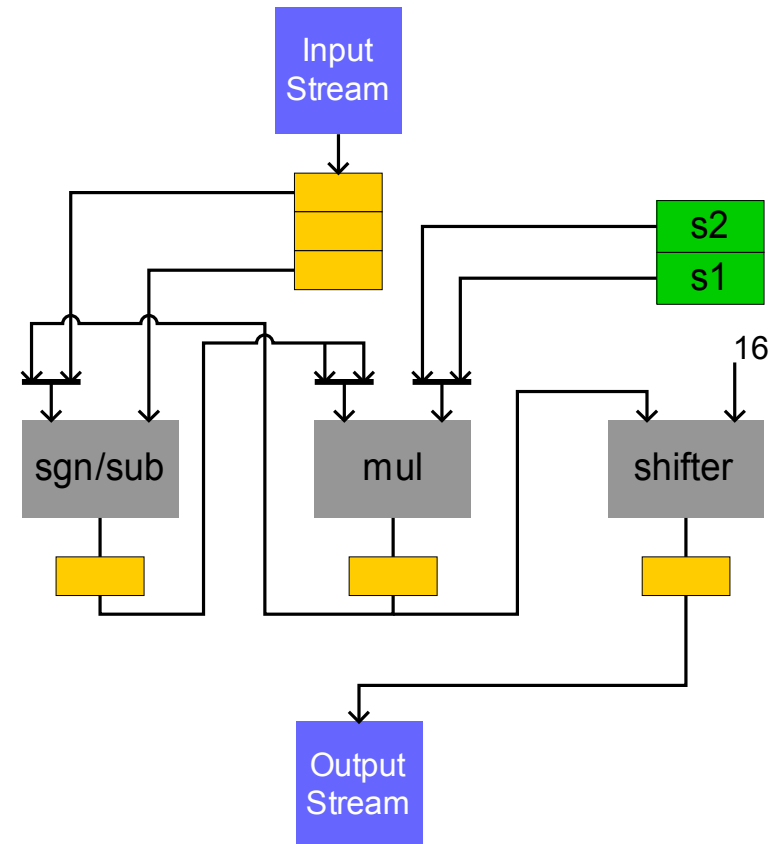 Input
Stream
s2
s1
16
sgn/sub
mul
shifter
Output
Stream